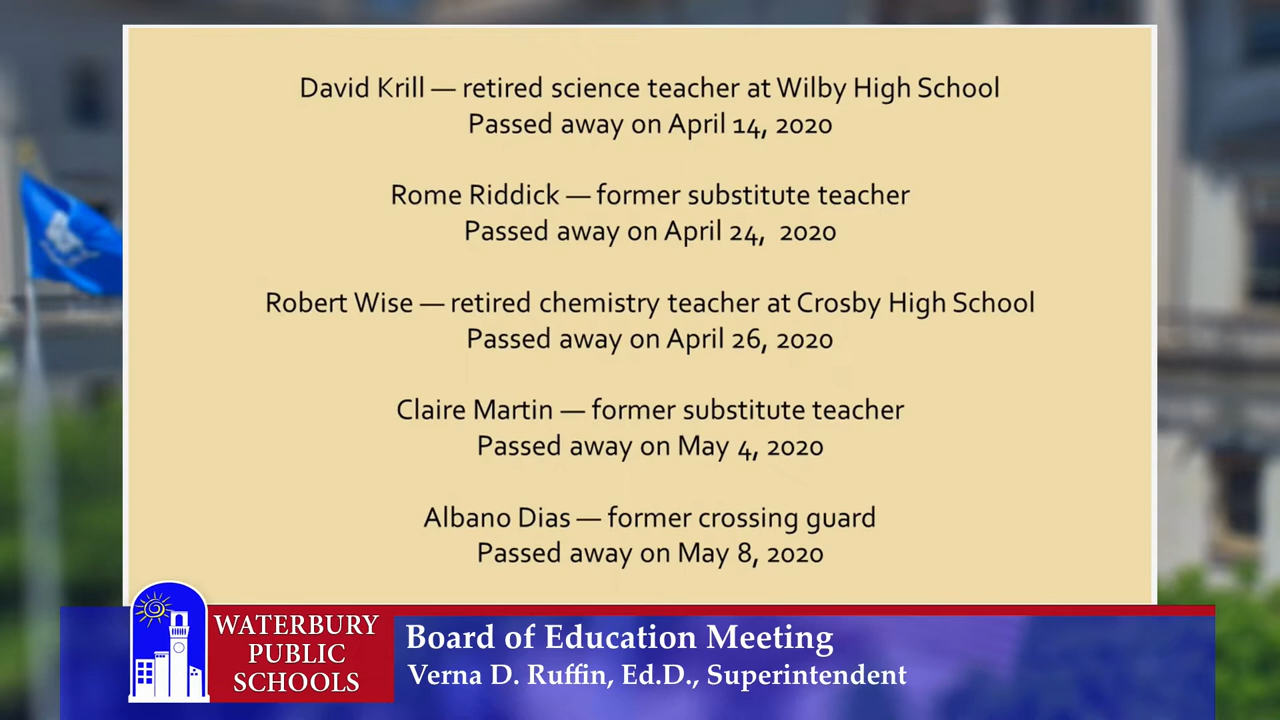 David Krill — retired science teacher at Wilby High School
Passed away on April 14, 2020
Rome Riddick — former substitute teacher
Passed away on April 24, 2020
Robert Wise — retired chemistry teacher at Crosby High School
Passed away on April 26, 2020
Claire Martin — former substitute teacher
Passed away on May 4, 2020
Albano Dias — former crossing guard
Passed away on May 8, 2020
WATERBURY
PUBLIC
SCHOOLS
Board of Education Meeting
Verna D. Ruffin, Ed.D., Superintendent